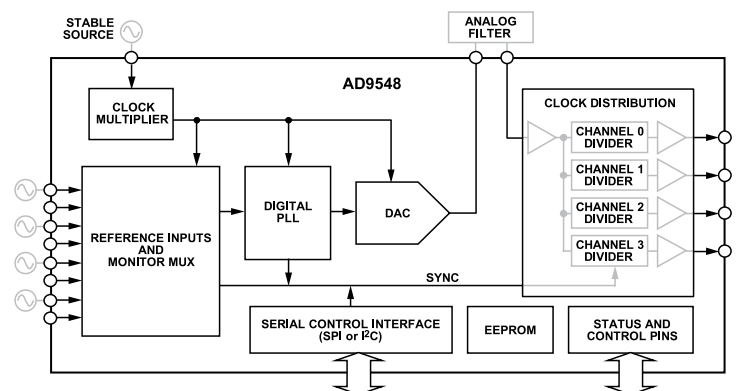 STABLE
SOURCE
ANALOG
FILTER
AD9548
CLOCK
MULTIPLIER
CLOCK DISTRIBUTION
CHANNEL 0
DIVIDER
CHANNEL 1
DIVIDER
CHANNEL 2
DIVIDER
CHANNEL 3
DIVIDER
REFERENCE INPUTS
AND
MONITOR MUX
DIGITAL
PLL
DAC
SYNC
SERIAL CONTROL INTERFACE
(SPI or I²C)
EEPROM
STATUS AND
CONTROL PINS